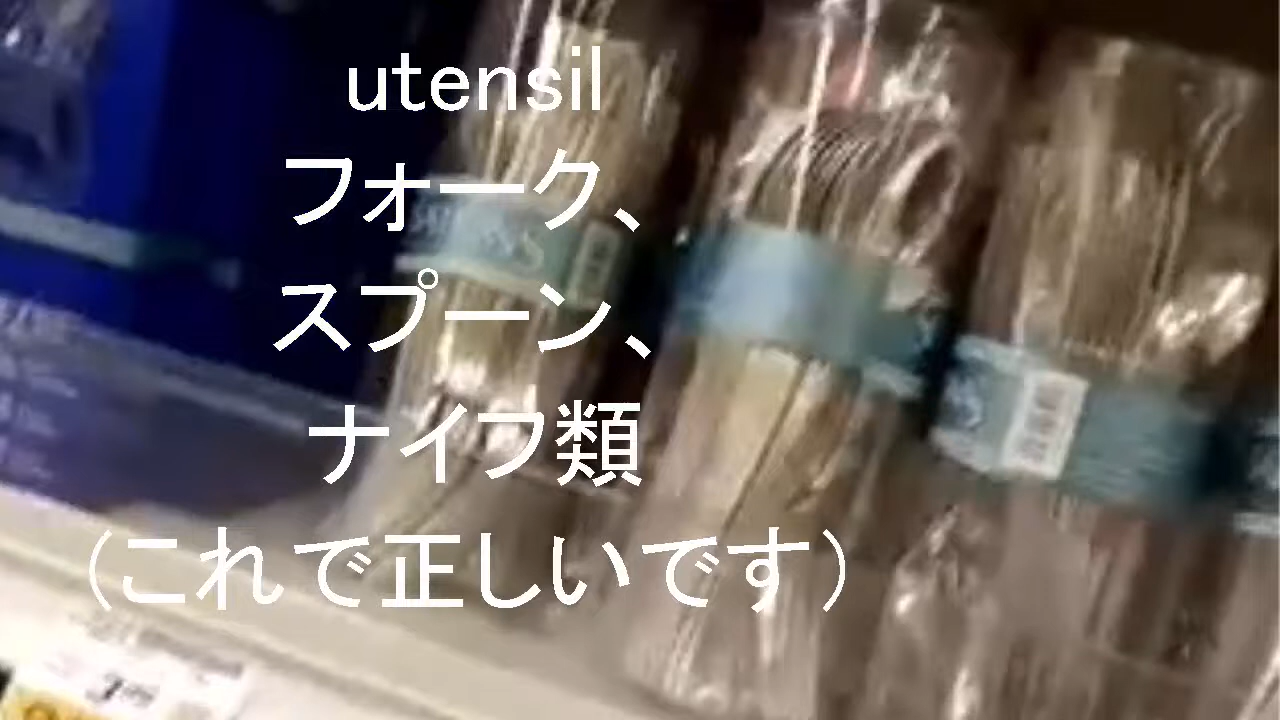 utensil
フォーク、
スプーン、
ナイフ類
（これで正しいです）